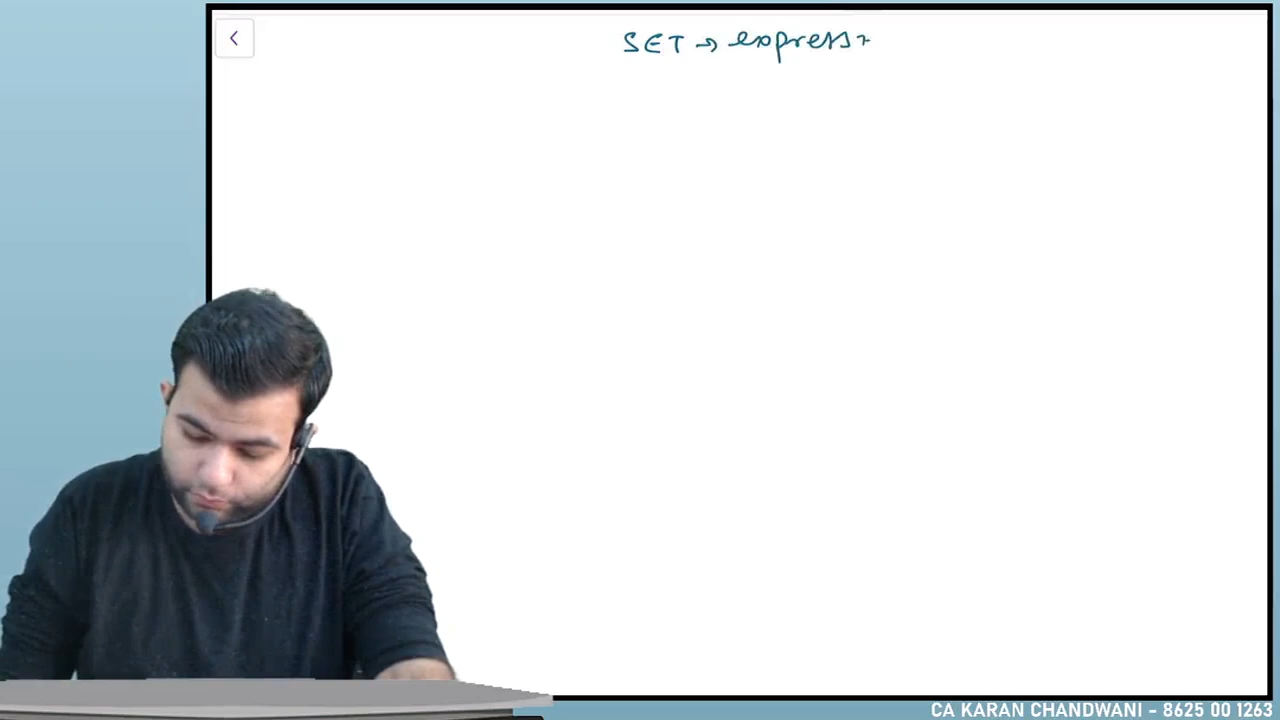 SET → express
CA KARAN CHANDWANI - 8625 00 1263